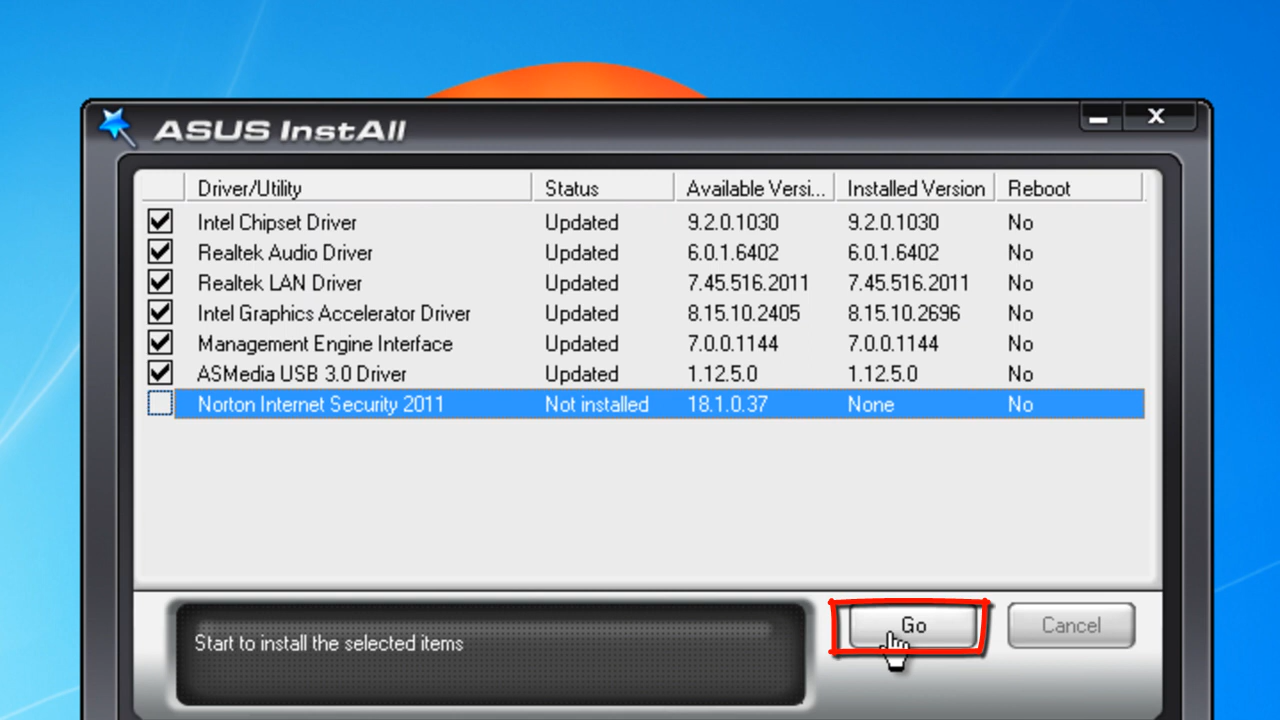 ASUS InstAll
Driver/Utility Status Available Versi... Installed Version Reboot
Intel Chipset Driver Updated 9.2.0.1030 9.2.0.1030 No
Realtek Audio Driver Updated 6.0.1.6402 6.0.1.6402 No
Realtek LAN Driver Updated 7.45.516.2011 7.45.516.2011 No
Intel Graphics Accelerator Driver Updated 8.15.10.2405 8.15.10.2696 No
Management Engine Interface Updated 7.0.0.1144 7.0.0.1144 No
ASMedia USB 3.0 Driver Updated 1.12.5.0 1.12.5.0 No
Norton Internet Security 2011 Not installed 18.1.0.37 None No
Go Cancel
Start to install the selected items